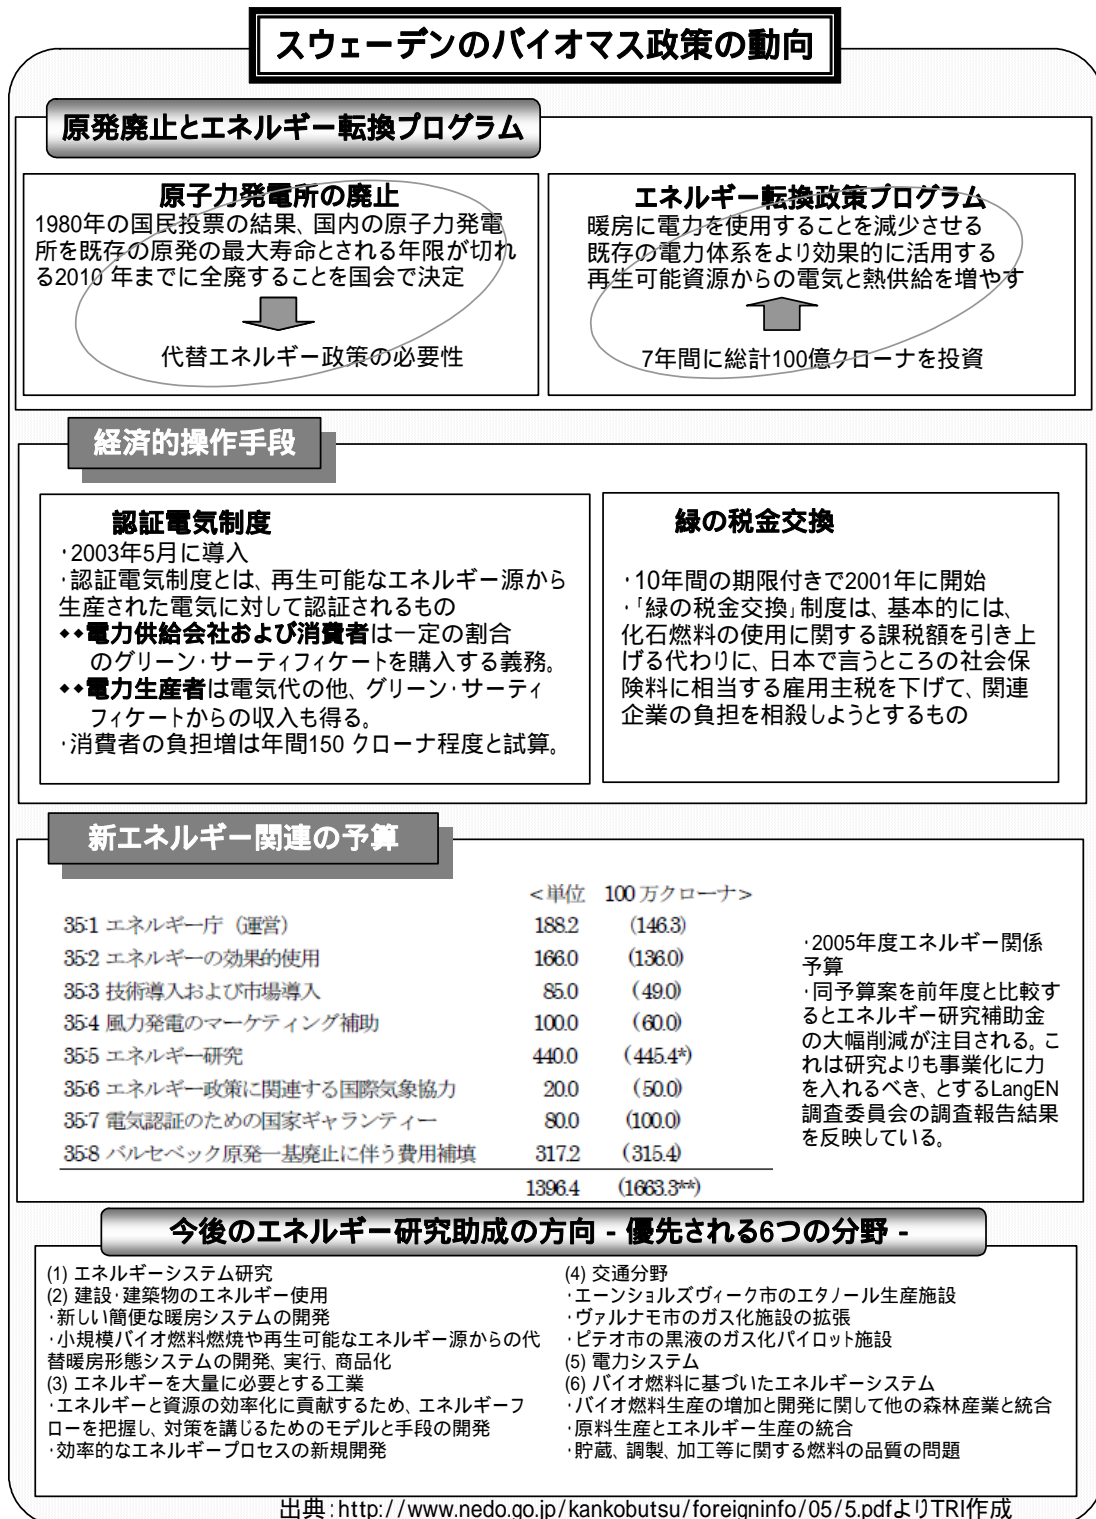 スウェーデンのバイオマス政策の動向
原発廃止とエネルギー転換プログラム
原子力発電所の廃止
1980年の国民投票の結果、国内の原子力発電
所を既存の原発の最大寿命とされる年限が切れ
る2010 年までに全廃することを国会で決定
代替エネルギー政策の必要性
エネルギー転換政策プログラム
暖房に電力を使用することを減少させる
既存の電力体系をより効果的に活用する
再生可能資源からの電気と熱供給を増やす
7年間に総計100億クローナを投資
経済的操作手段
認証電気制度
・2003年5月に導入
・認証電気制度とは、再生可能なエネルギー源から
生産された電気に対して認証されるもの
◆◆電力供給会社および消費者は一定の割合
のグリーン・サーティフィケートを購入する義務。
◆◆電力生産者は電気代の他、グリーン・サーティ
フィケートからの収入も得る。
・消費者の負担増は年間150 クローナ程度と試算。
緑の税金交換
・10年間の期限付きで2001年に開始
・「緑の税金交換」制度は、基本的には、
化石燃料の使用に関する課税額を引き上
げる代わりに、日本で言うところの社会保
険料に相当する雇用主税を下げて、関連
企業の負担を相殺しようとするもの
新エネルギー関連の予算
<単位 100万クローナ>
35:1 エネルギー庁（運営） 188.2 (146.3)
35:2 エネルギーの効果的使用 166.0 (136.0)
35:3 技術導入および市場導入 85.0 (49.0)
35:4 風力発電のマーケティング補助 100.0 (60.0)
35:5 エネルギー研究 440.0 (445.4*)
35:6 エネルギー政策に関連する国際気象協力 20.0 (50.0)
35:7 電気認証のための国家ギャランティー 80.0 (100.0)
35:8 バルセベック原発一基廃止に伴う費用補填 317.2 (315.4)
1396.4 (1663.3**)
・2005年度エネルギー関係
予算
・同予算案を前年度と比較す
るとエネルギー研究補助金
の大幅削減が注目される。こ
れは研究よりも事業化に力
を入れるべき、とするLangEN
調査委員会の調査報告結果
を反映している。
今後のエネルギー研究助成の方向 - 優先される6つの分野 -
(1) エネルギーシステム研究
(2) 建設・建築物のエネルギー使用
・新しい簡便な暖房システムの開発
・小規模バイオ燃料燃焼や再生可能なエネルギー源からの代
替暖房形態システムの開発、実行、商品化
(3) エネルギーを大量に必要とする工業
・エネルギーと資源の効率化に貢献するため、エネルギーフ
ローを把握し、対策を講じるためのモデルと手段の開発
・効率的なエネルギープロセスの新規開発
(4) 交通分野
・エーンショルズヴィーク市のエタノール生産施設
・ヴァルナモ市のガス化施設の拡張
・ピテオ市の黒液のガス化パイロット施設
(5) 電力システム
(6) バイオ燃料に基づいたエネルギーシステム
・バイオ燃料生産の増加と開発に関して他の森林産業と統合
・原料生産とエネルギー生産の統合
・貯蔵、調製、加工等に関する燃料の品質の問題
出典:http://www.nedo.go.jp/kankobutsu/foreigninfo/05/5.pdfよりTRI作成